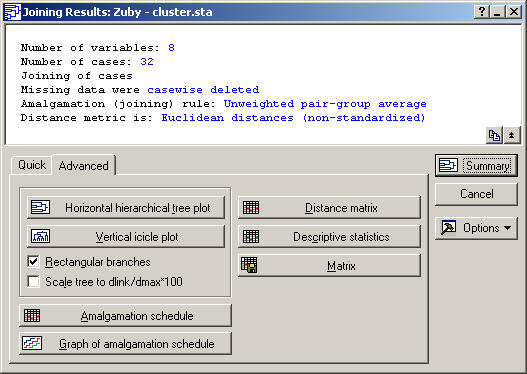 Joining Results: Zuby - cluster.sta
Number of variables: 8
Number of cases: 32
Joining of cases
Missing data were casewise deleted
Amalgamation (joining) rule: Unweighted pair-group average
Distance metric is: Euclidean distances (non-standardized)
Quick Advanced
Summary
Cancel
Options
Horizontal hierarchical tree plot
Distance matrix
Vertical icicle plot
Descriptive statistics
Rectangular branches
Matrix
Scale tree to dlink/dmax*100
Amalgamation schedule
Graph of amalgamation schedule